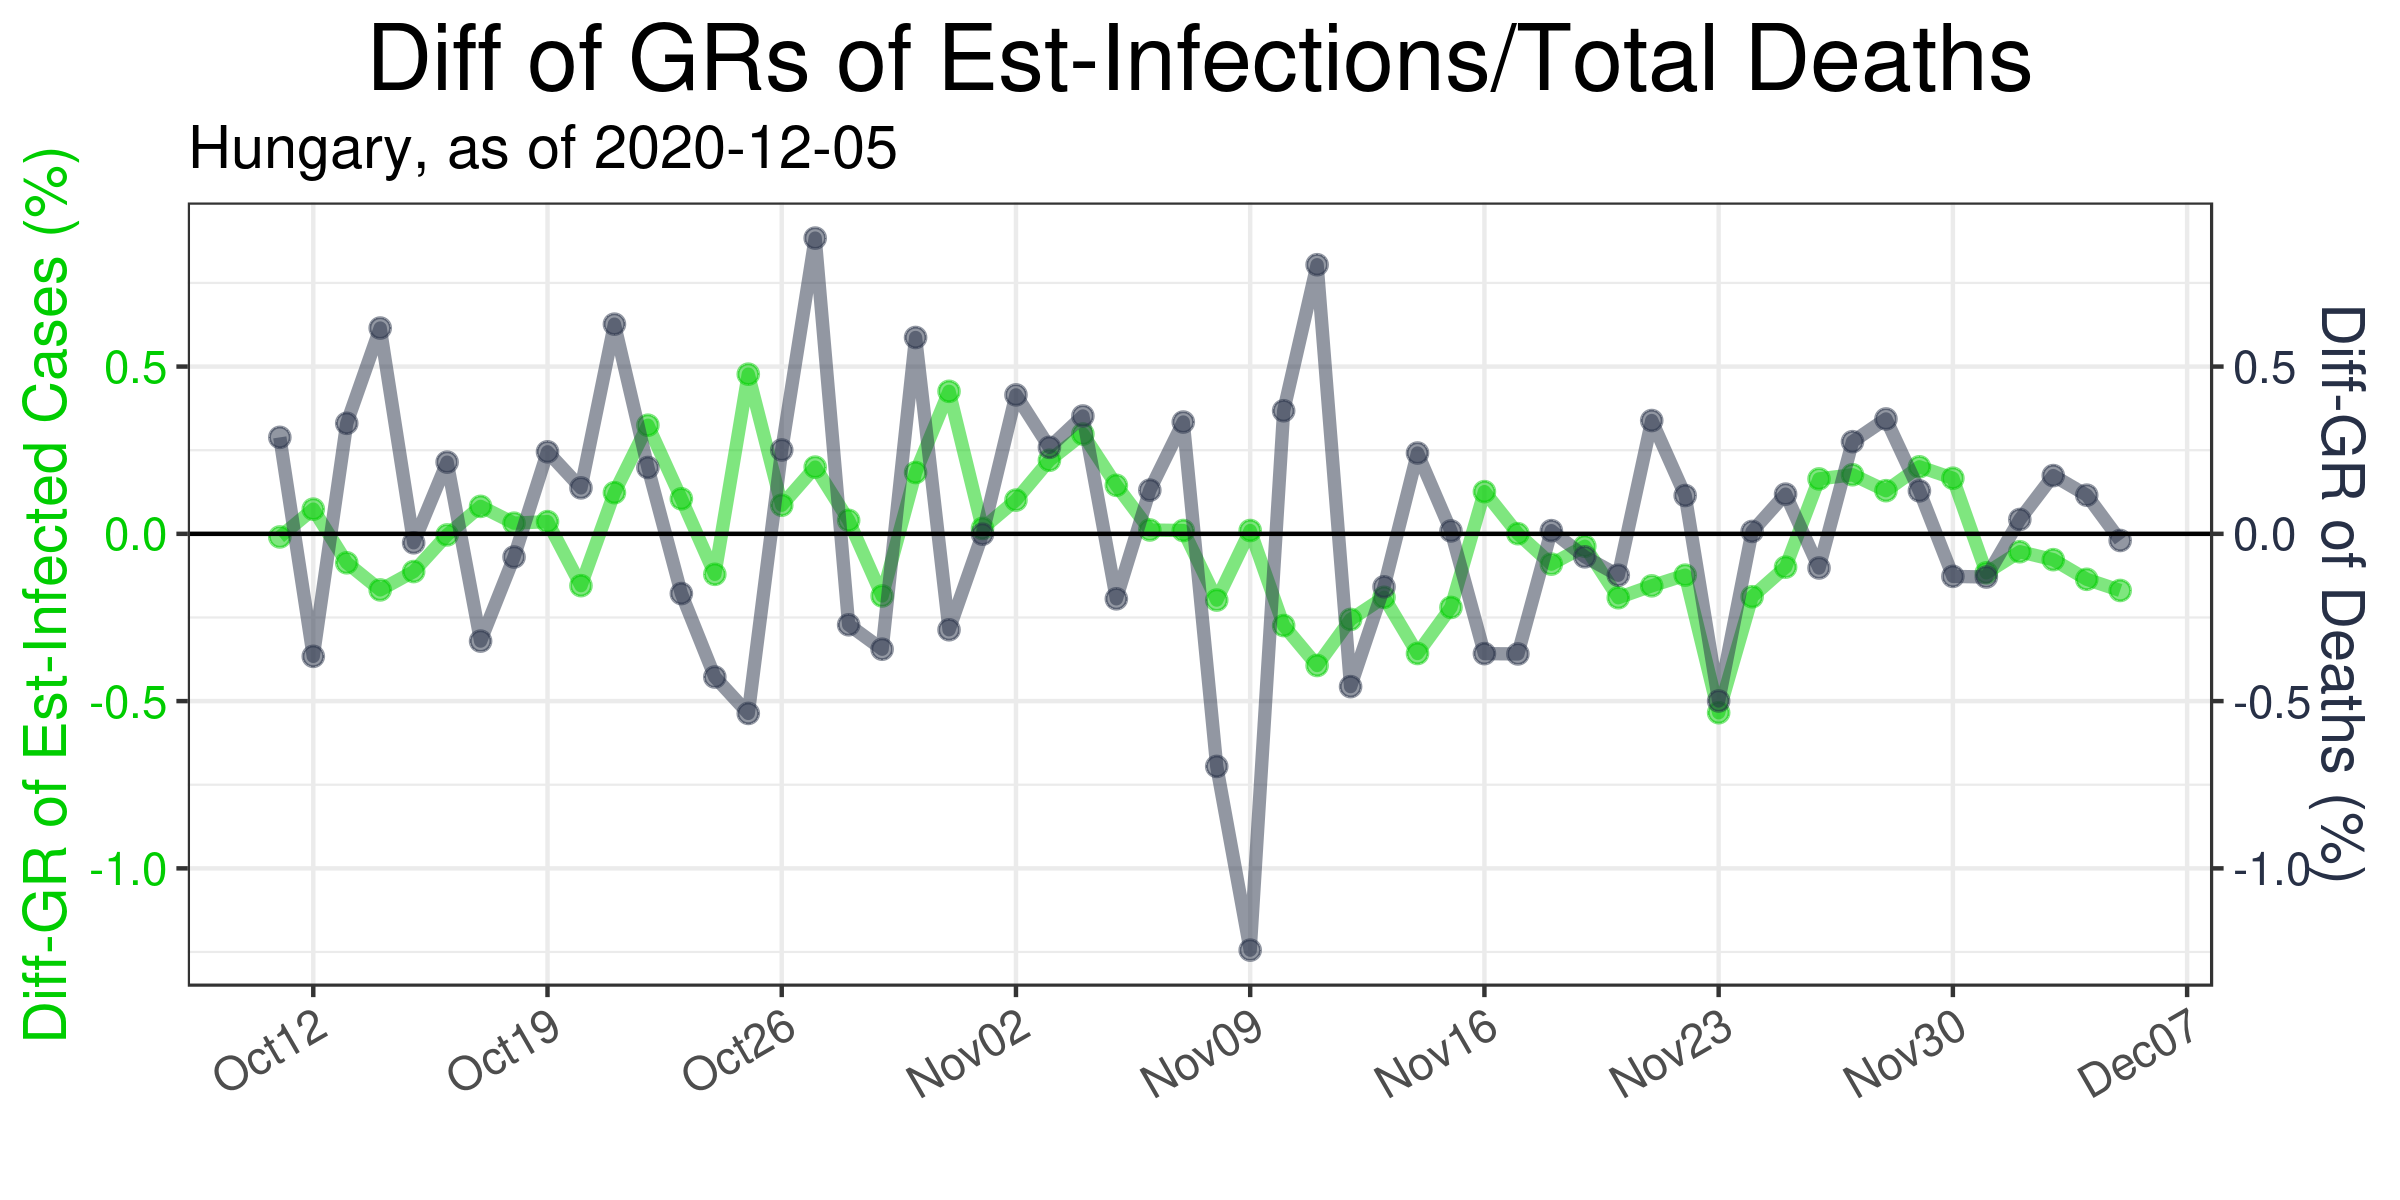 Diff of GRs of Est-Infections/Total Deaths
Hungary, as of 2020-12-05
Diff-GR of Est-Infected Cases (%)
0.5
0.0
-0.5
-1.0
0.5
0.0
-0.5
-1.0
Diff-GR of Deaths (%)
Oct12
Oct19
Oct26
Nov02
Nov09
Nov16
Nov23
Nov30
Dec07